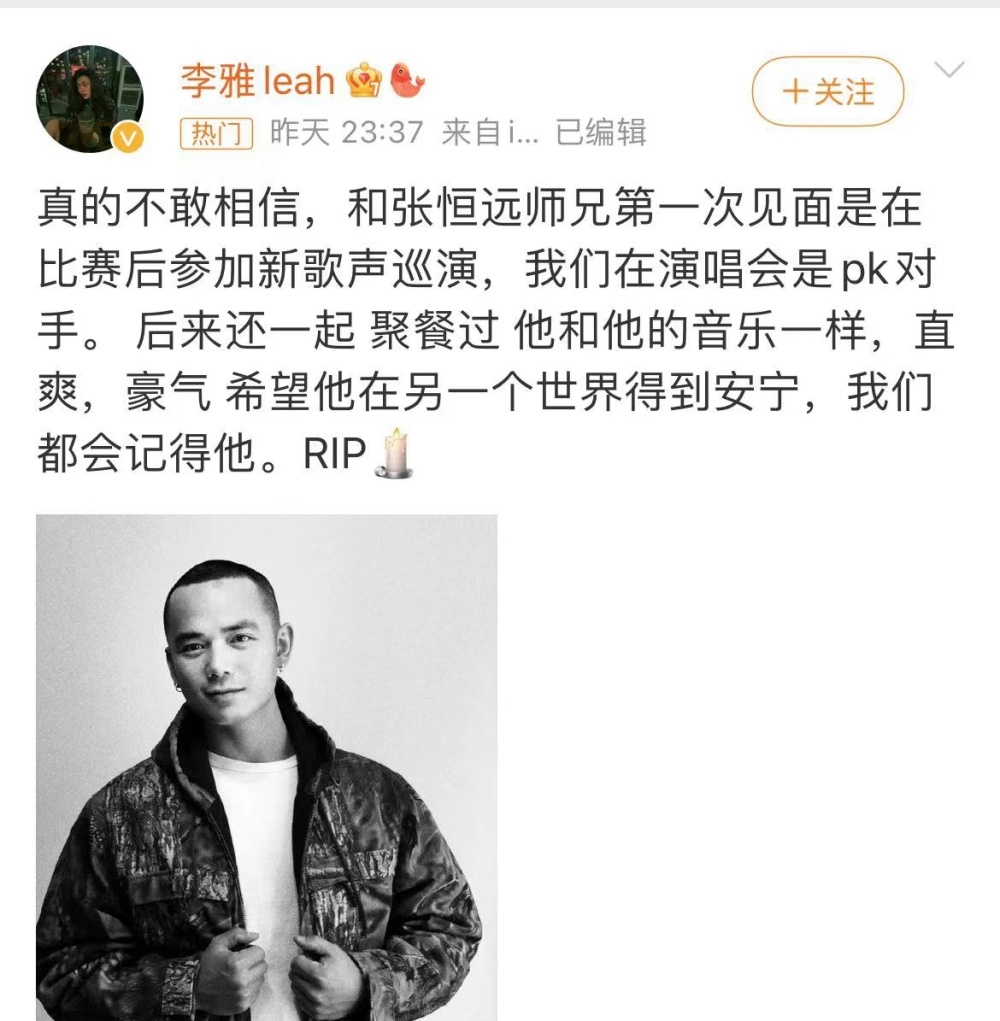 李雅leah
+关注
热门 昨天 23:37 来自i... 已编辑
真的不敢相信，和张恒远师兄第一次见面是在
比赛后参加新歌声巡演，我们在演唱会是pk对
手。 后来还一起 聚餐过 他和他的音乐一样，直
爽，豪气 希望他在另一个世界得到安宁，我们
都会记得他。RIP🕯️